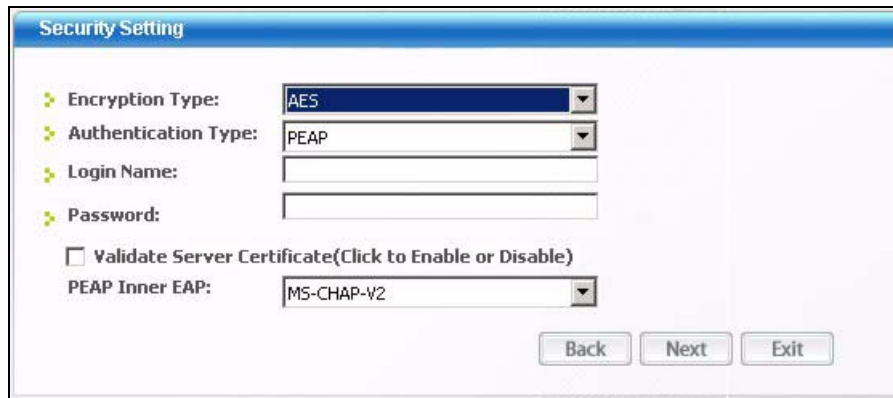 Security Setting
Encryption Type: AES
Authentication Type: PEAP
Login Name:
Password:
Validate Server Certificate(Click to Enable or Disable)
PEAP Inner EAP: MS-CHAP-V2
Back Next Exit